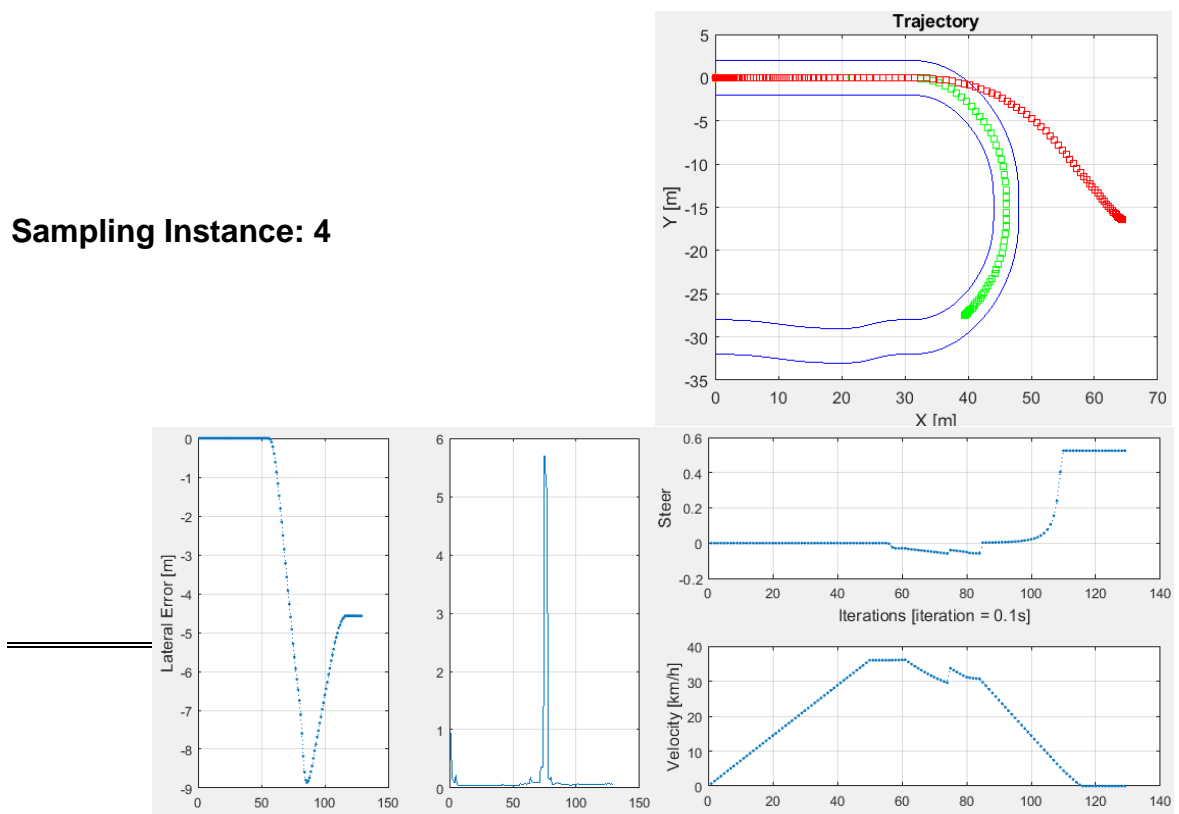 Trajectory
5
0
-5
-10
-15
-20
-25
-30
-35
Y [m]
0 10 20 30 40 50 60 70
X [m]
Sampling Instance: 4
0
-1
-2
-3
-4
-5
-6
-7
-8
-9
Lateral Error [m]
0 50 100 150
6
5
4
3
2
1
0
0 50 100 150
0.6
0.4
0.2
0
-0.2
Steer
0 20 40 60 80 100 120 140
Iterations [iteration = 0.1s]
40
30
20
10
0
Velocity [km/h]
0 20 40 60 80 100 120 140